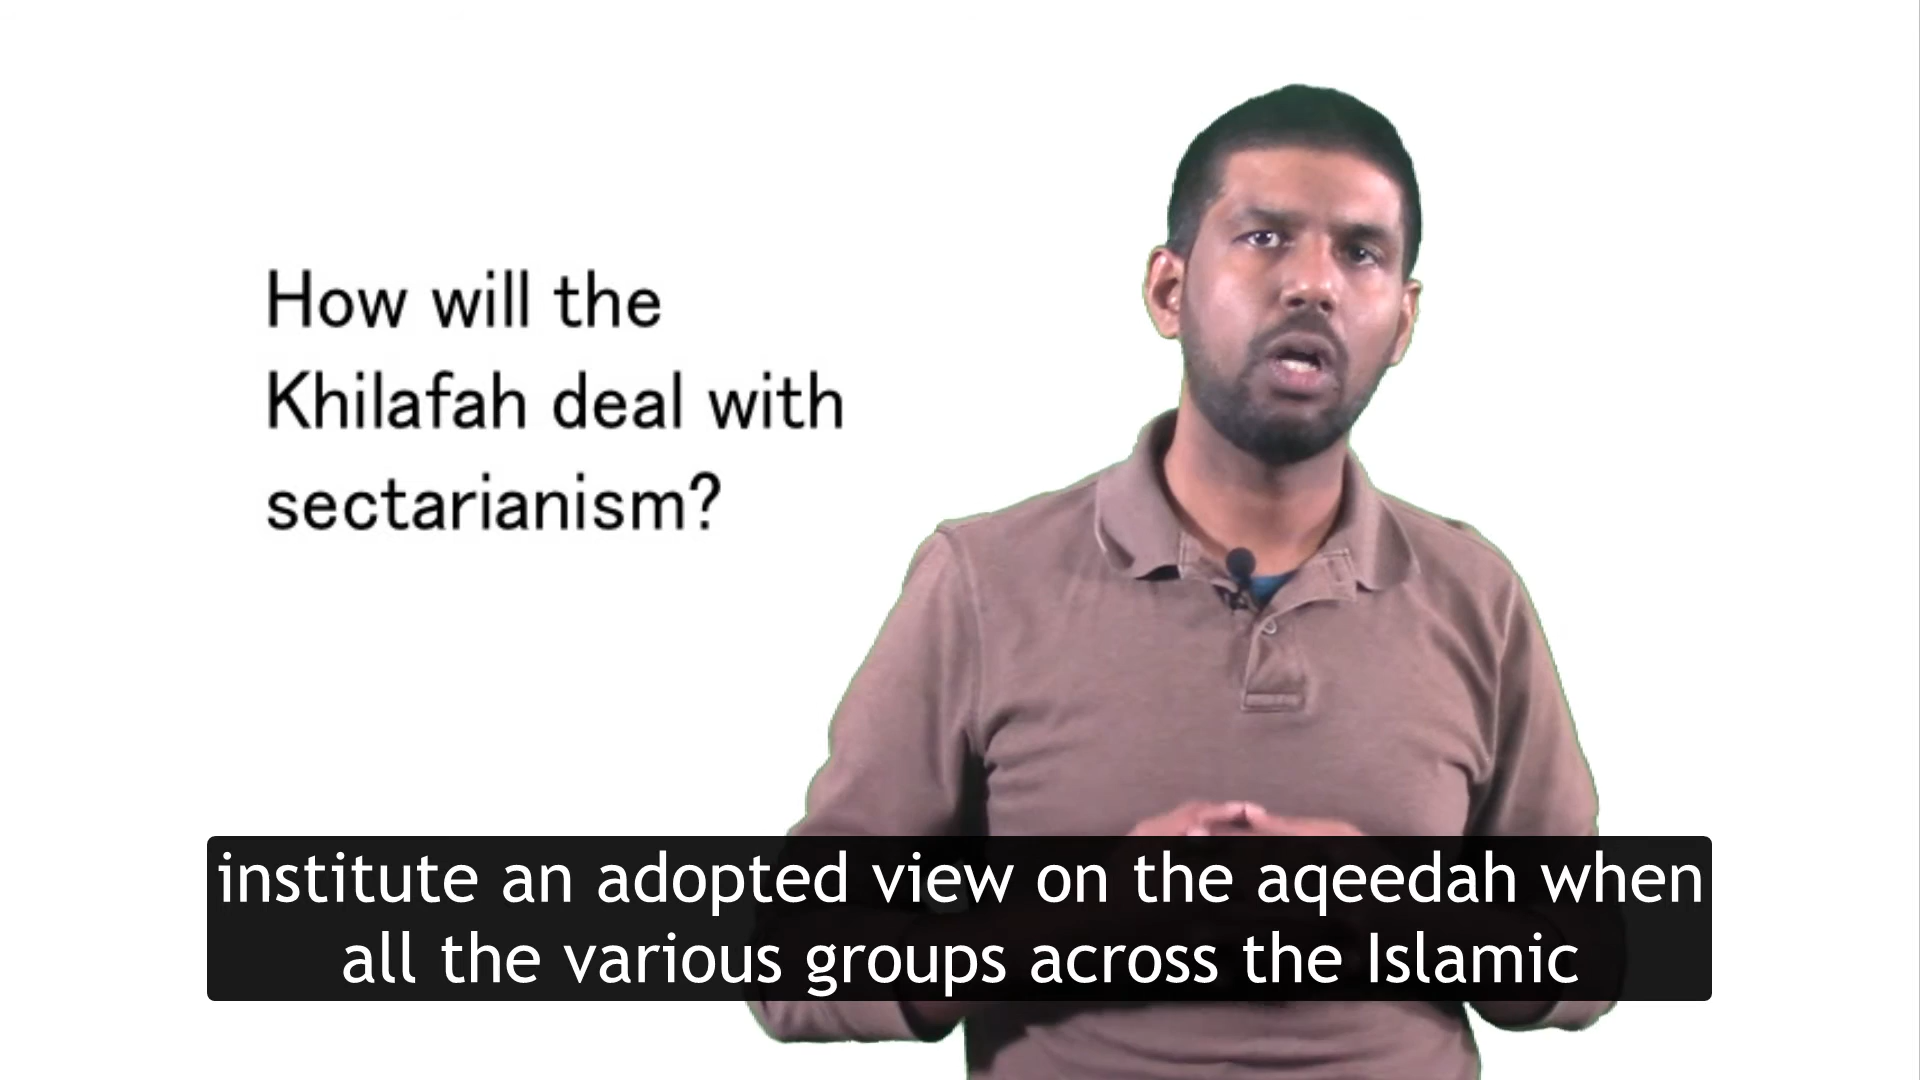 How will the
Khilafah deal with
sectarianism?
institute an adopted view on the aqeedah when
all the various groups across the Islamic